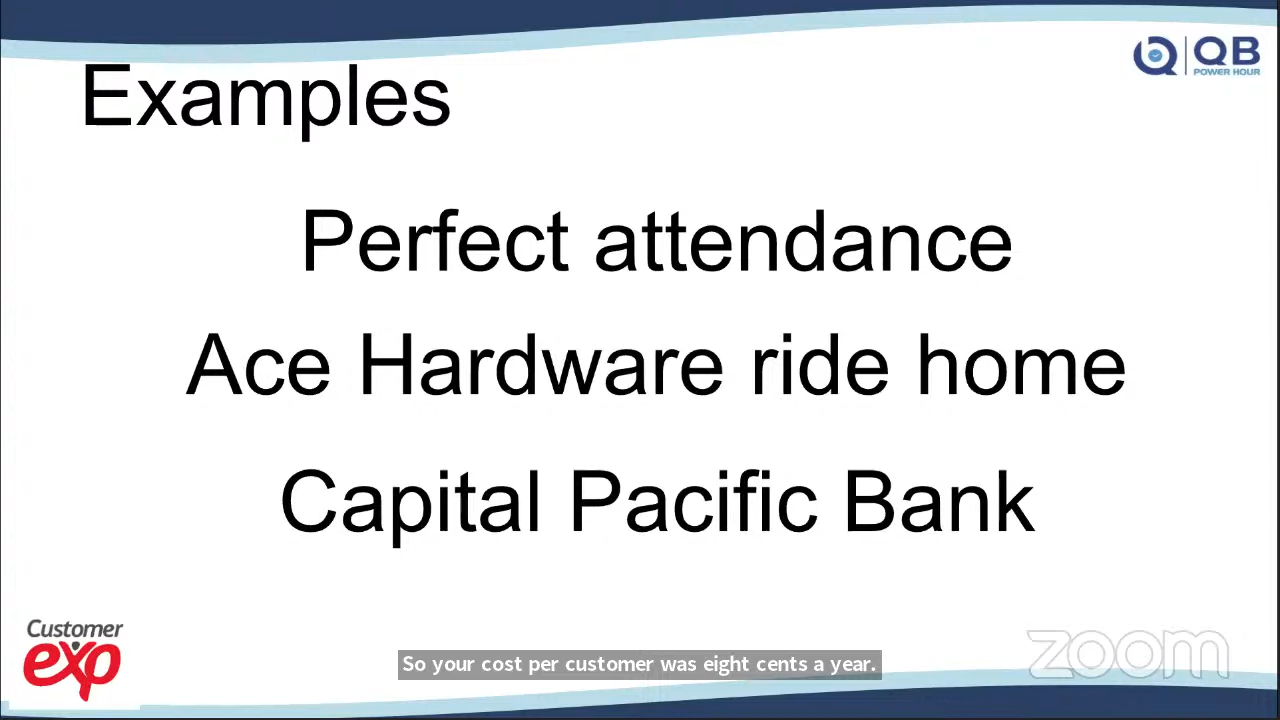 QB
POWER HOUR
Examples
Perfect attendance
Ace Hardware ride home
Capital Pacific Bank
Customer
exp
So your cost per customer was eight cents a year.
zoom